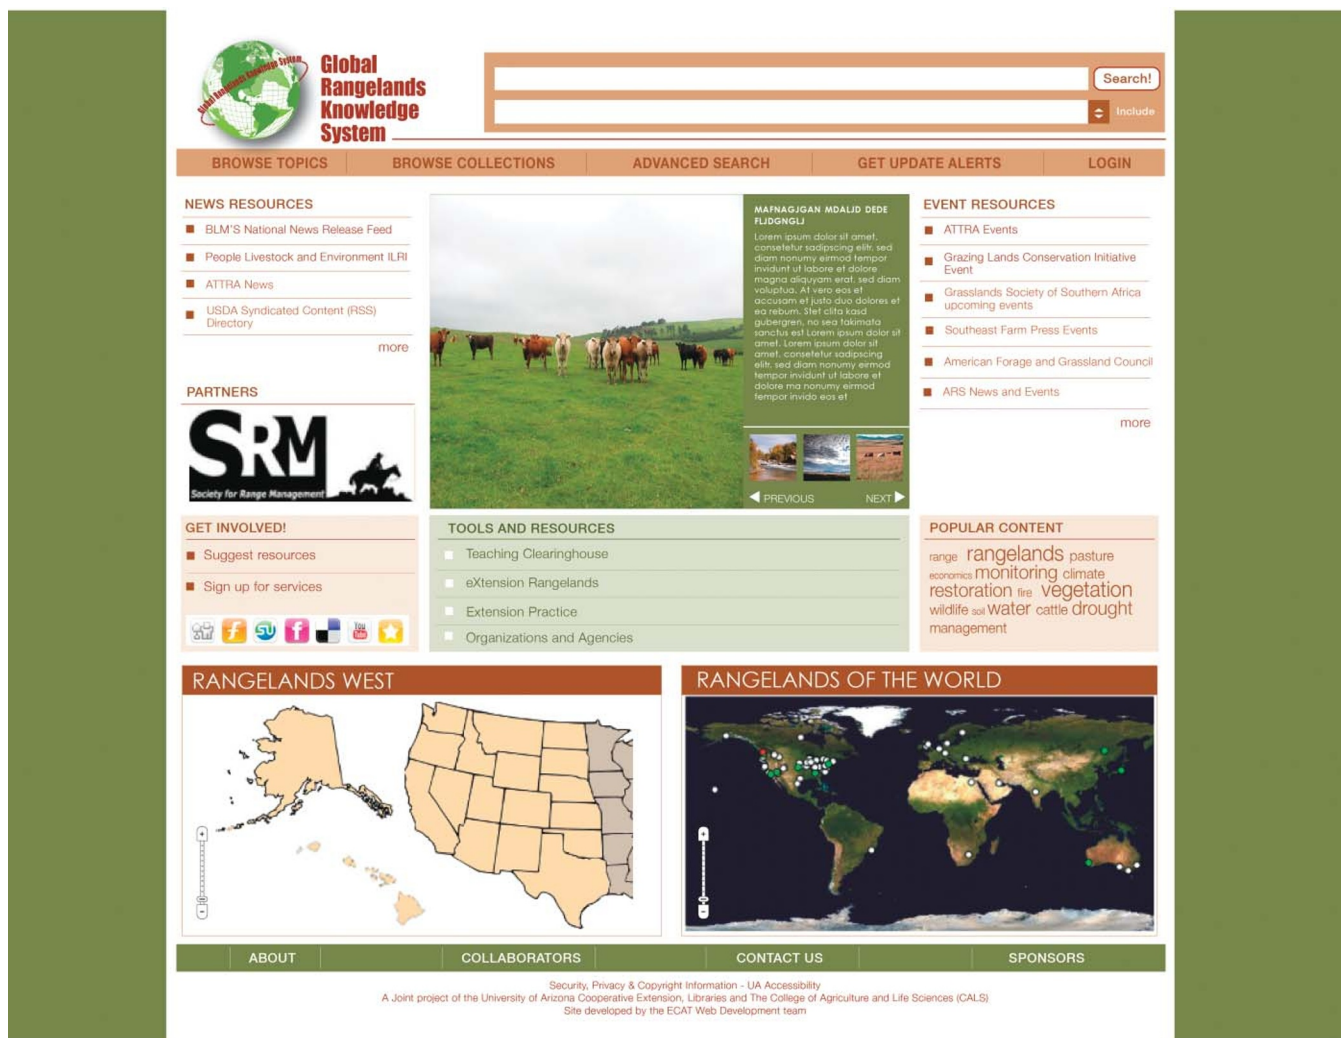 Global Rangelands Knowledge System
Global
Rangelands
Knowledge
System
Search!
Include
BROWSE TOPICS
BROWSE COLLECTIONS
ADVANCED SEARCH
GET UPDATE ALERTS
LOGIN
NEWS RESOURCES
BLM'S National News Release Feed
People Livestock and Environment ILRI
ATTRA News
USDA Syndicated Content (RSS)
Directory
more
PARTNERS
SRM
Society for Range Management
MAFNAGJGAN MDALJD DEDE
FLJDGNGLJ
Lorem ipsum dolor sit amet,
consetetur sadipscing elitr, sed
diam nonumy eirmod tempor
invidunt ut labore et dolore
magna aliquyam erat, sed diam
voluptua. At vero eos et
accusam et justo duo dolores et
ea rebum. Stet clita kasd
gubergren, no sea takimata
sanctus est Lorem ipsum dolor sit
amet. Lorem ipsum dolor sit
amet, consetetur sadipscing
elitr, sed diam nonumy eirmod
tempor invidunt ut labore et
dolore ma nonumy eirmod
tempor invido eos et
PREVIOUS
NEXT
EVENT RESOURCES
ATTRA Events
Grazing Lands Conservation Initiative
Event
Grasslands Society of Southern Africa
upcoming events
Southeast Farm Press Events
American Forage and Grassland Council
ARS News and Events
more
GET INVOLVED!
Suggest resources
Sign up for services
You
Tube
TOOLS AND RESOURCES
Teaching Clearinghouse
eXtension Rangelands
Extension Practice
Organizations and Agencies
POPULAR CONTENT
range rangelands pasture
economics monitoring climate
restoration fire vegetation
wildlife soil water cattle drought
management
RANGELANDS WEST
RANGELANDS OF THE WORLD
ABOUT
COLLABORATORS
CONTACT US
SPONSORS
Security, Privacy & Copyright Information - UA Accessibility
A Joint project of the University of Arizona Cooperative Extension, Libraries and The College of Agriculture and Life Sciences (CALS)
Site developed by the ECAT Web Development team